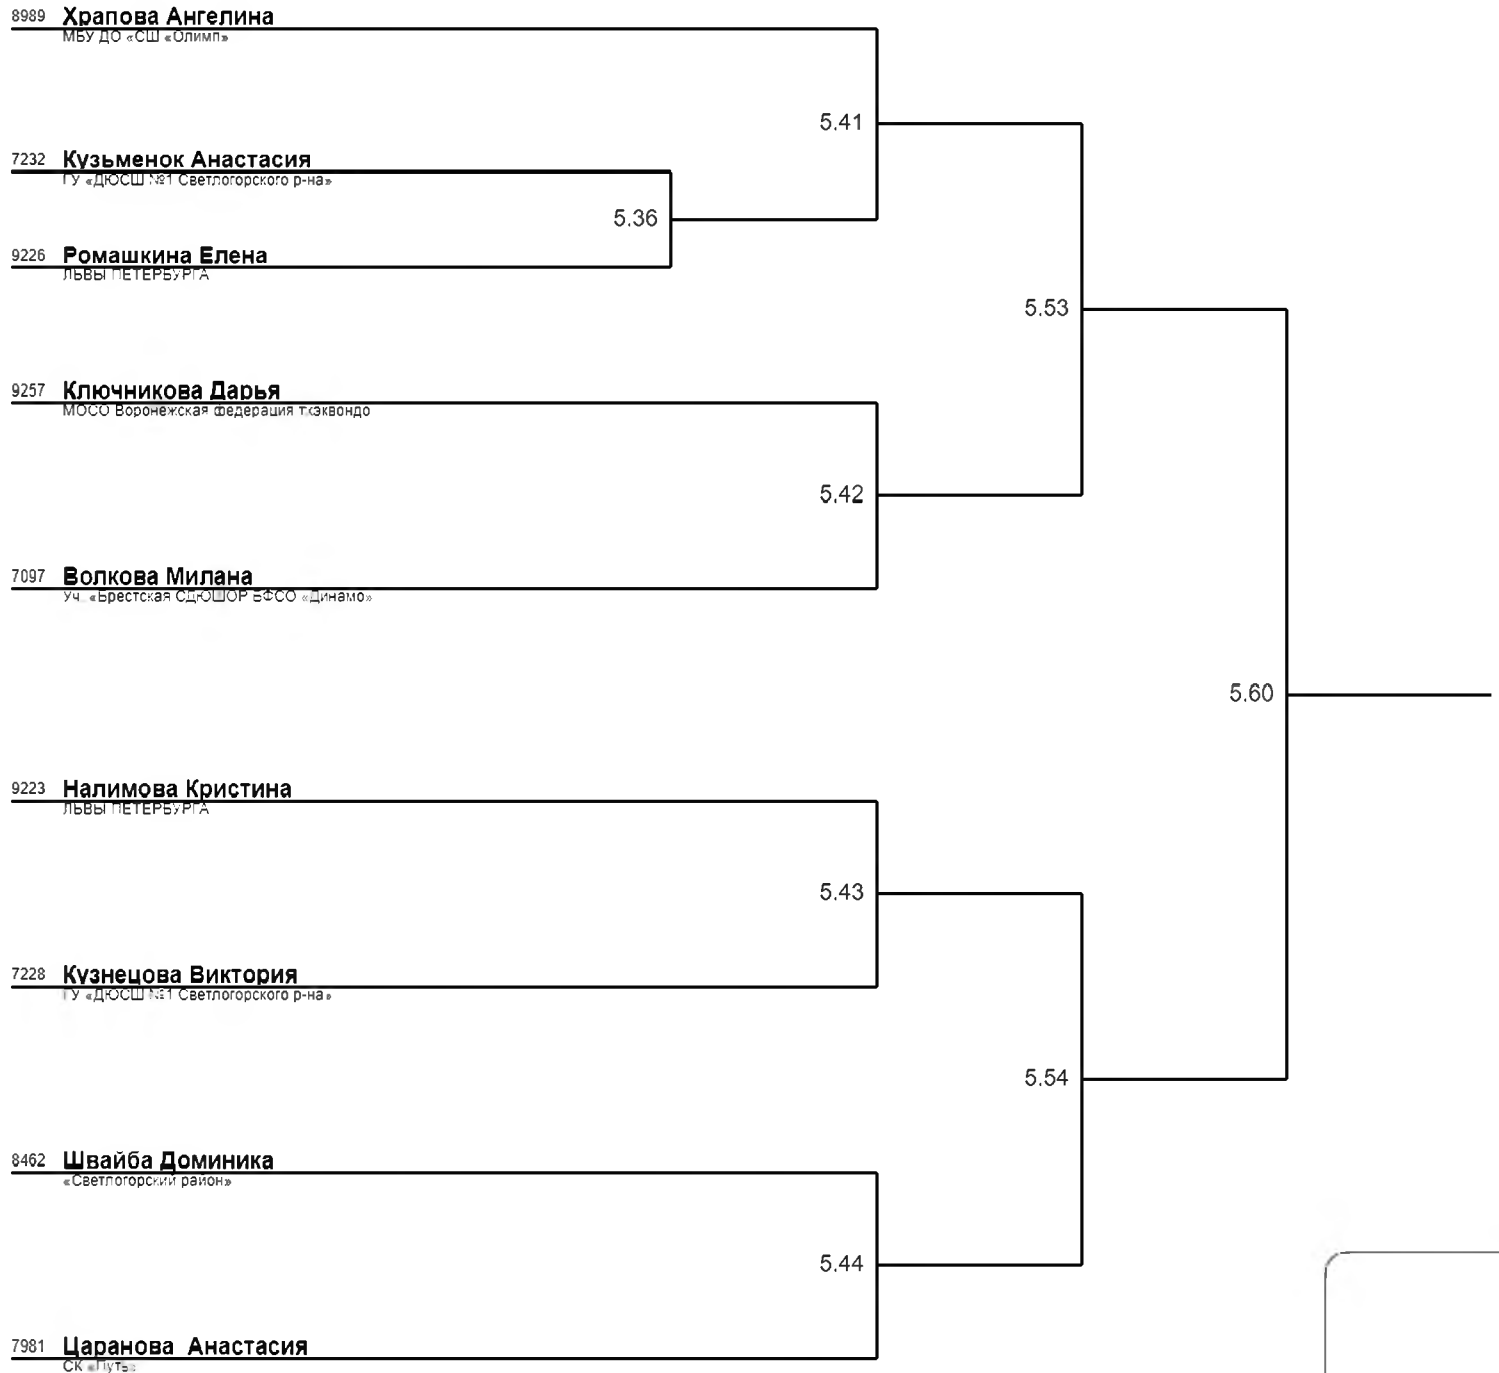 8989 Храпова Ангелина
МБУ ДО «СШ «Олимп»
5.41
7232 Кузьменок Анастасия
ГУ «ДЮСШ №1 Светлогорского р-на»
5.36
9226 Ромашкина Елена
ЛЬВЫ ПЕТЕРБУРГА
5.53
9257 Ключникова Дарья
МОСО Воронежская федерация тхэквондо
5.42
7097 Волкова Милана
Уч. «Брестская СДЮШОР БФСО «Динамо»
5.60
9223 Налимова Кристина
ЛЬВЫ ПЕТЕРБУРГА
5.43
7228 Кузнецова Виктория
ГУ «ДЮСШ №1 Светлогорского р-на»
5.54
8462 Швайба Доминика
«Светлогорский район»
5.44
7981 Царанова Анастасия
СК «Путь»